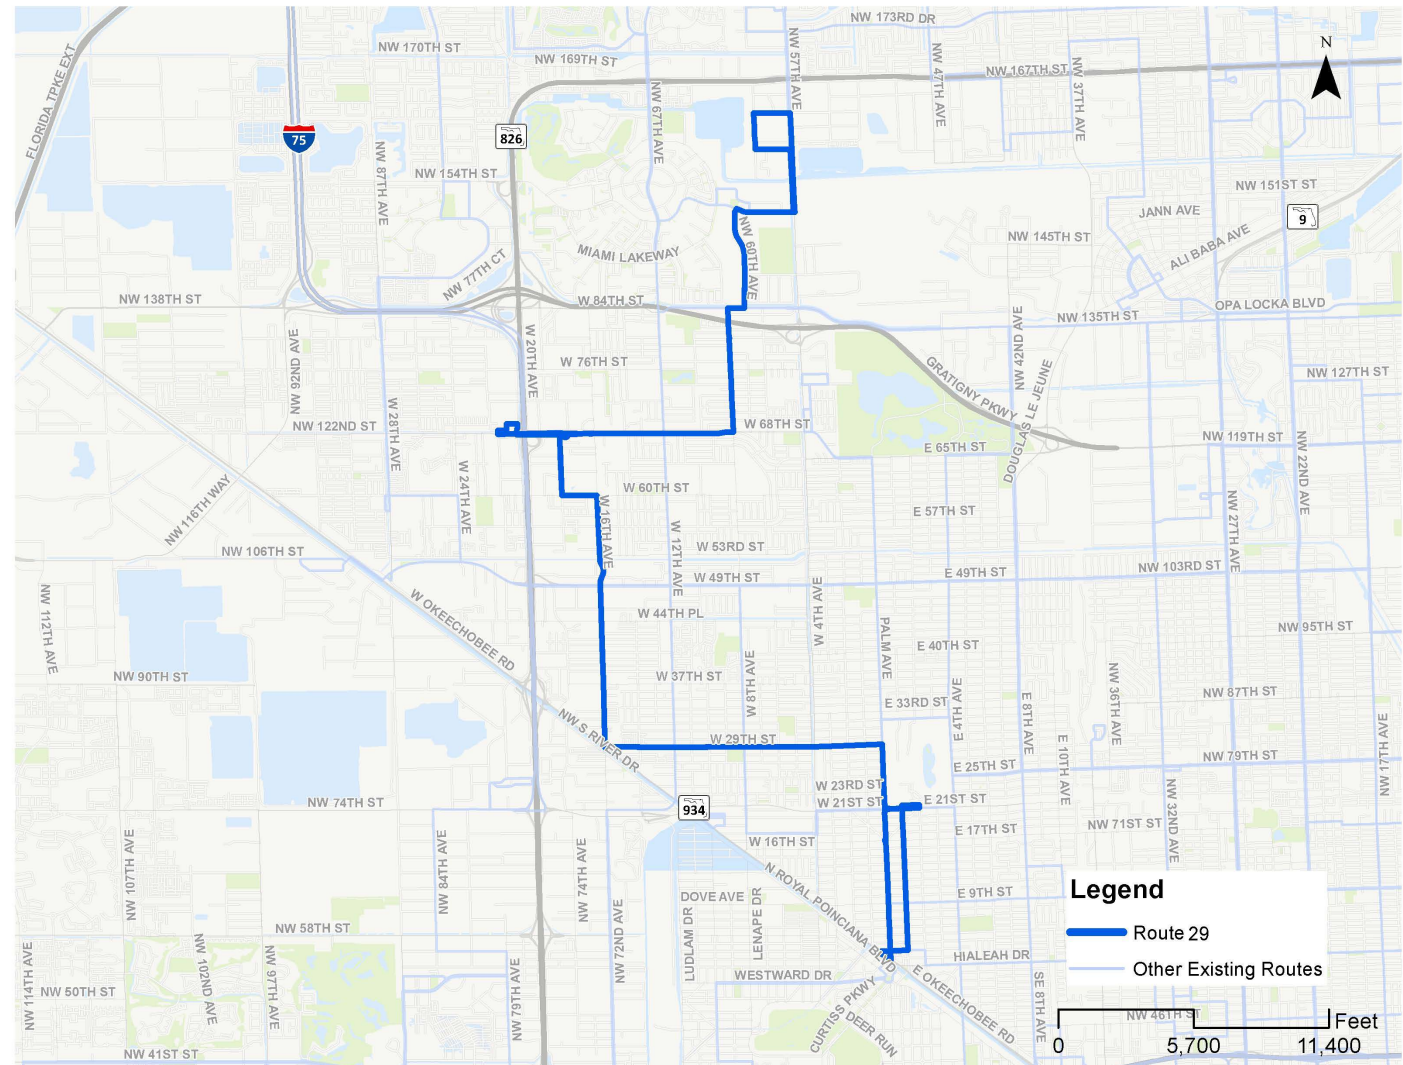 NW 173RD DR
NW 170TH ST
NW 169TH ST
NW 57TH AVE
NW 47TH AVE
NW 167TH ST
NW 37TH AVE
N
FLORIDA TPKE EXT
75
826
NW 67TH AVE
NW 87TH AVE
NW 154TH ST
NW 151ST ST
9
JANN AVE
ALI BABA AVE
NW 145TH ST
NW 60TH AVE
MIAMI LAKEWAY
NW 77TH CT
NW 138TH ST
W 84TH ST
OPA LOCKA BLVD
NW 135TH ST
NW 92ND AVE
W 20TH AVE
W 76TH ST
NW 42ND AVE
GRATIGNY PKWY
DOUGLAS LE JEUNE
NW 127TH ST
W 28TH AVE
NW 122ND ST
W 68TH ST
E 65TH ST
NW 119TH ST
NW 22ND AVE
W 24TH AVE
NW 116TH WAY
W 60TH ST
W 16TH AVE
E 57TH ST
NW 27TH AVE
W 12TH AVE
W 53RD ST
NW 106TH ST
W 49TH ST
E 49TH ST
NW 103RD ST
NW 112TH AVE
W OKEECHOBEE RD
W 44TH PL
W 4TH AVE
PALM AVE
E 40TH ST
NW 95TH ST
NW 90TH ST
W 37TH ST
W 8TH AVE
E 33RD ST
E 4TH AVE
E 8TH AVE
NW 36TH AVE
NW 87TH ST
NW S RIVER DR
W 29TH ST
E 25TH ST
E 10TH AVE
NW 79TH ST
NW 17TH AVE
W 23RD ST
W 21ST ST
E 21ST ST
NW 74TH ST
934
NW 32ND AVE
NW 107TH AVE
NW 84TH AVE
NW 74TH AVE
W 16TH ST
E 17TH ST
NW 71ST ST
N ROYAL POINCIANA BLVD
DOVE AVE
LENAPE DR
LUDLAM DR
E 9TH ST
NW 58TH ST
NW 72ND AVE
HIALEAH DR
NW 114TH AVE
NW 102ND AVE
NW 97TH AVE
NW 50TH ST
NW 79TH AVE
WESTWARD DR
CURTISS PKWY
DEER RUN
E OKEECHOBEE RD
SE 8TH AVE
NW 46TH ST
NW 41ST ST
Legend
Route 29
Other Existing Routes
Feet
0 5,700 11,400